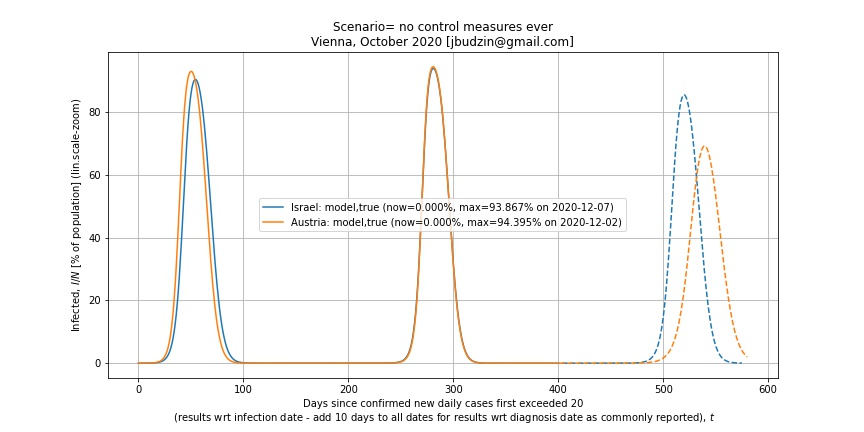 Scenario= no control measures ever
Vienna, October 2020 [jbudzin@gmail.com]
Infected, I/N [% of population] (lin.scale-zoom)
80
60
40
20
0
Israel: model,true (now=0.000%, max=93.867% on 2020-12-07)
Austria: model,true (now=0.000%, max=94.395% on 2020-12-02)
0 100 200 300 400 500 600
Days since confirmed new daily cases first exceeded 20
(results wrt infection date - add 10 days to all dates for results wrt diagnosis date as commonly reported), t